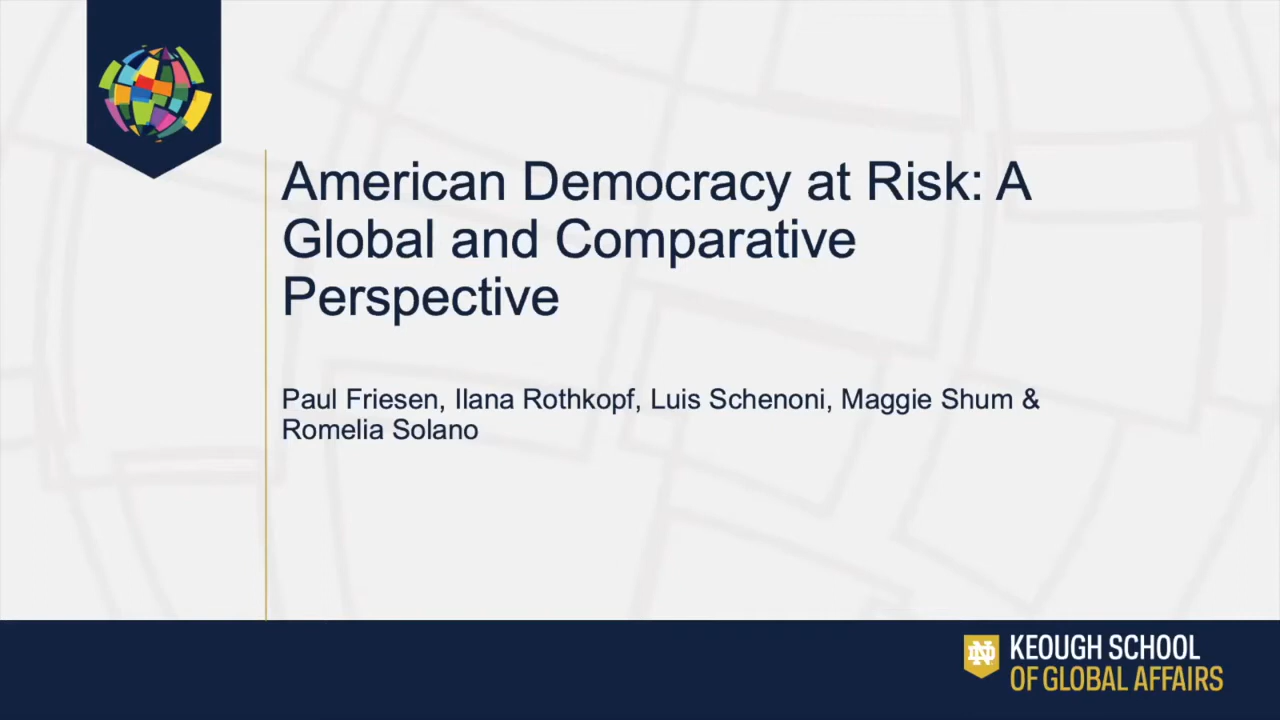 American Democracy at Risk: A
Global and Comparative
Perspective
Paul Friesen, Ilana Rothkopf, Luis Schenoni, Maggie Shum &
Romelia Solano
ND
KEOUGH SCHOOL
OF GLOBAL AFFAIRS